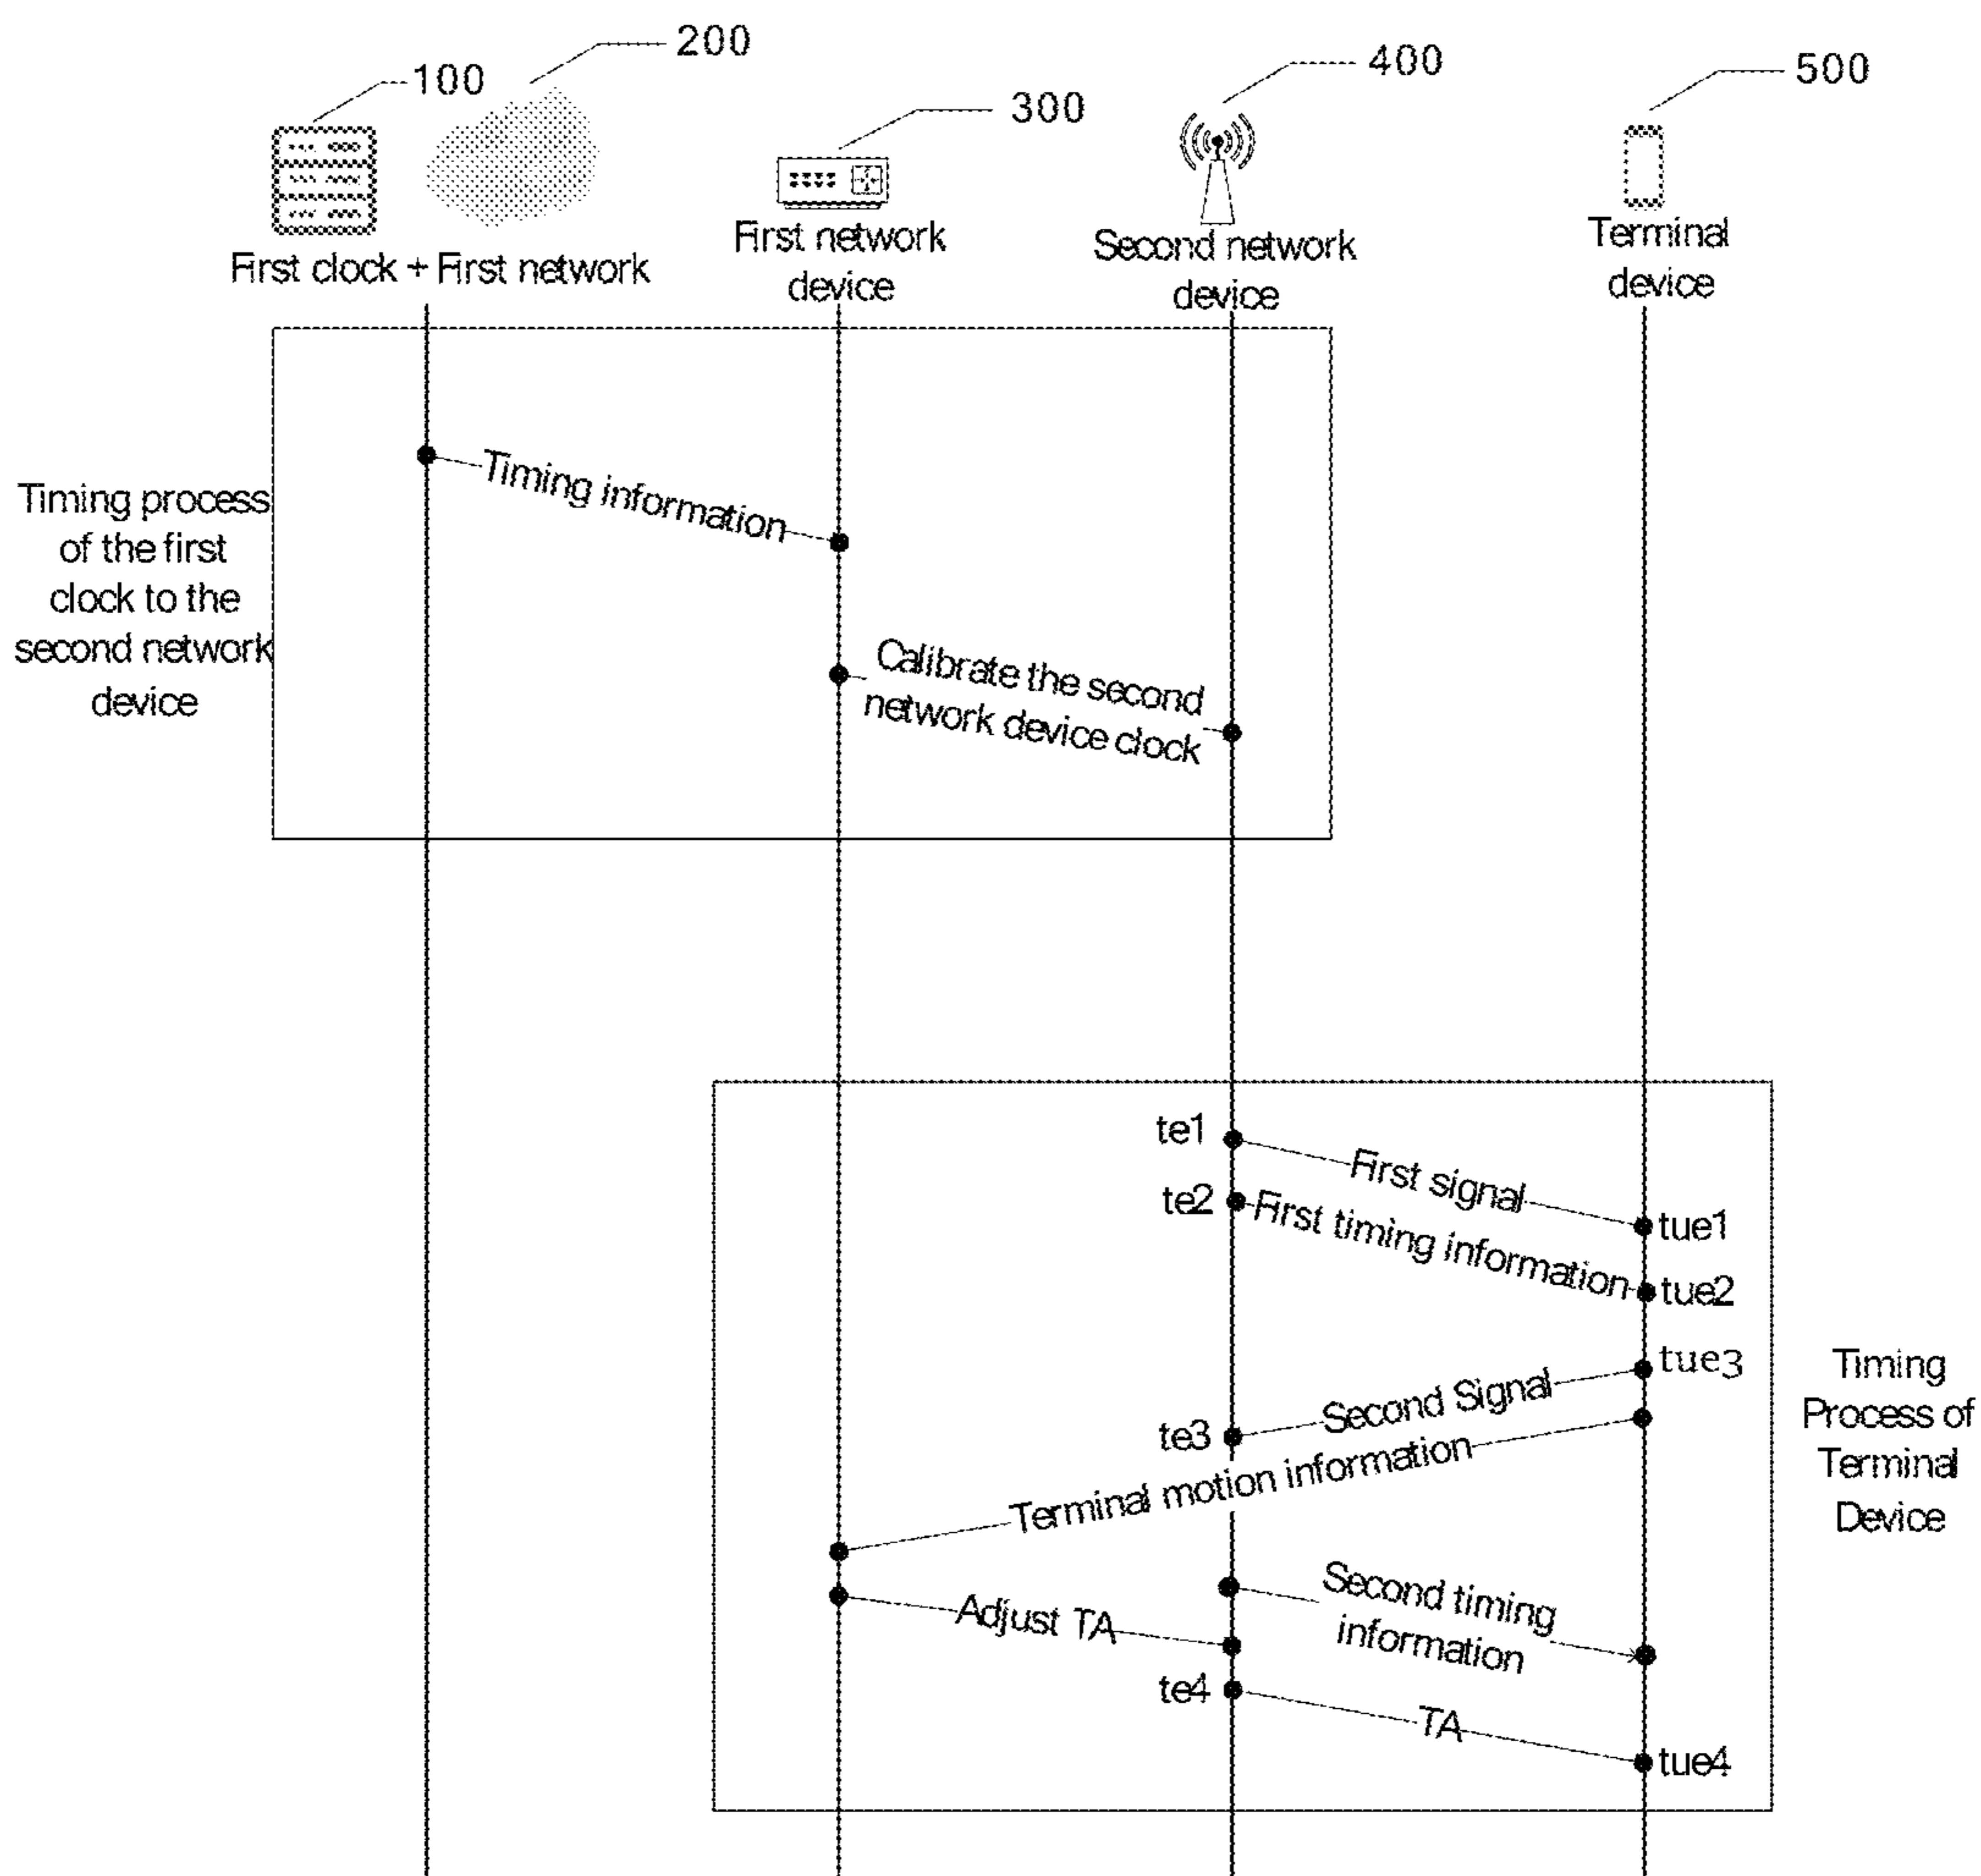 200
100
300
400
500
First clock + First network
First network
device
Second network
device
Terminal
device
Timing process
of the first
clock to the
second network
device
Timing information
Calibrate the second
network device clock
te1
First signal
tue1
te2
First timing information
tue2
tue3
Second Signal
te3
Terminal motion information
Timing
Process of
Terminal
Device
Second timing
information
Adjust TA
te4
TA
tue4